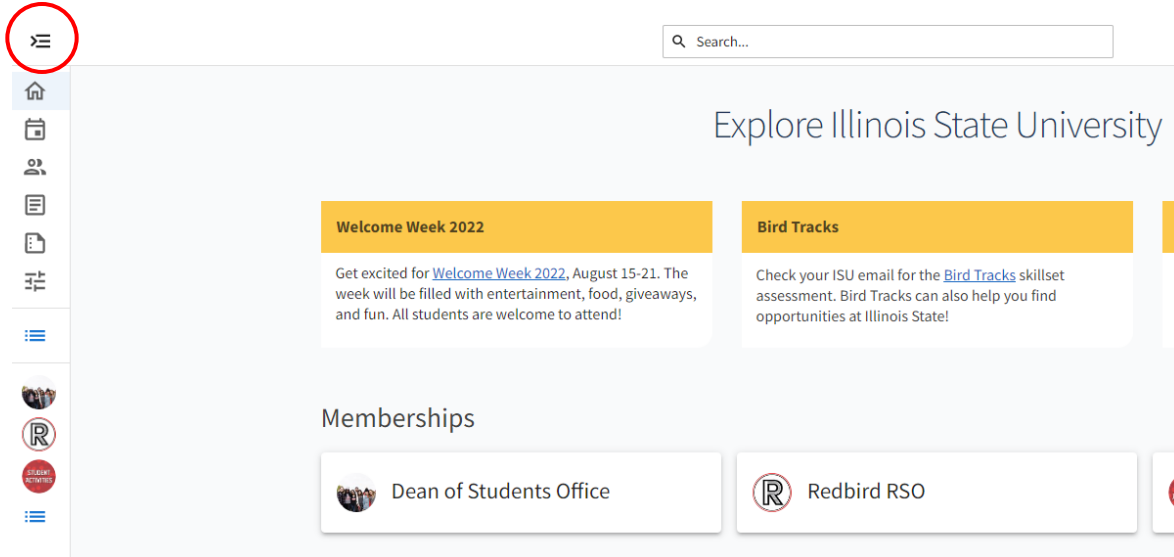 Search...
Explore Illinois State University
Welcome Week 2022
Get excited for Welcome Week 2022, August 15-21. The
week will be filled with entertainment, food, giveaways,
and fun. All students are welcome to attend!
Bird Tracks
Check your ISU email for the Bird Tracks skillset
assessment. Bird Tracks can also help you find
opportunities at Illinois State!
R
STUDENT
ACTIVITIES
Memberships
Dean of Students Office
R
Redbird RSO